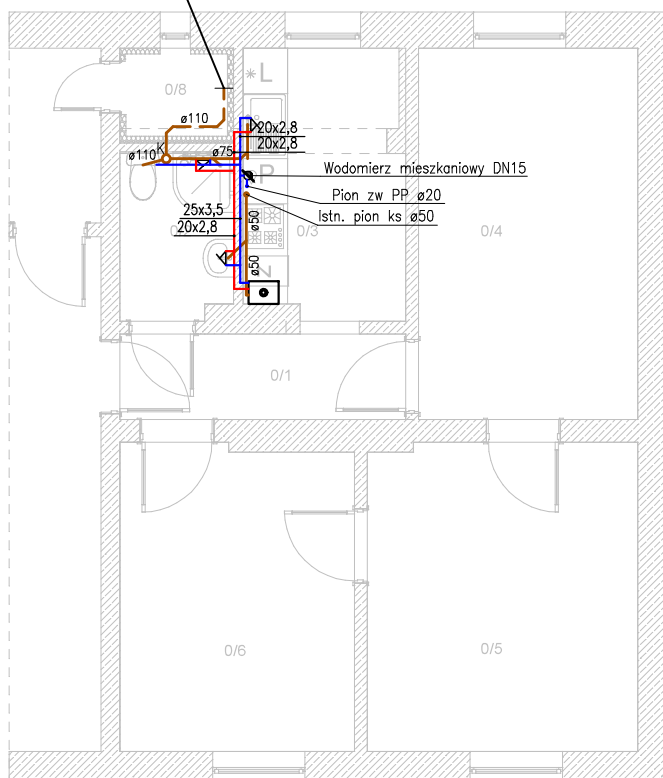 0/8
*L
ø110
20x2,8
K
ø110
ø75
20x2,8
P
Wodomierz mieszkaniowy DN15
Pion zw PP ø20
25x3,5
ø50
Istn. pion ks ø50
20x2,8
0/3
0/4
ø50
Z
0/1
0/6
0/5